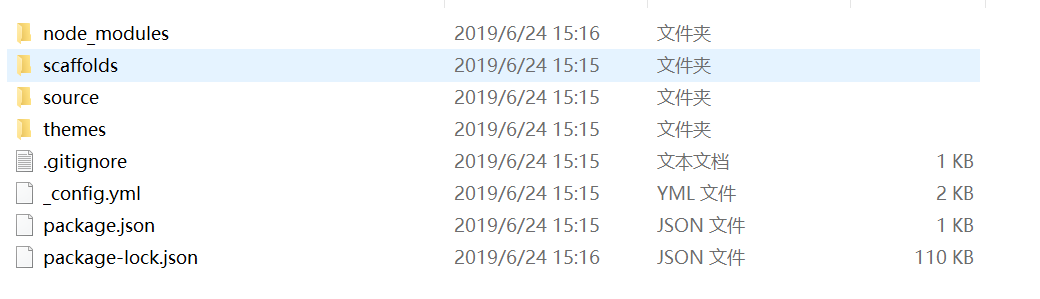 node_modules 2019/6/24 15:16 文件夹
scaffolds 2019/6/24 15:15 文件夹
source 2019/6/24 15:15 文件夹
themes 2019/6/24 15:15 文件夹
.gitignore 2019/6/24 15:15 文本文档 1 KB
_config.yml 2019/6/24 15:15 YML 文件 2 KB
package.json 2019/6/24 15:15 JSON 文件 1 KB
package-lock.json 2019/6/24 15:16 JSON 文件 110 KB